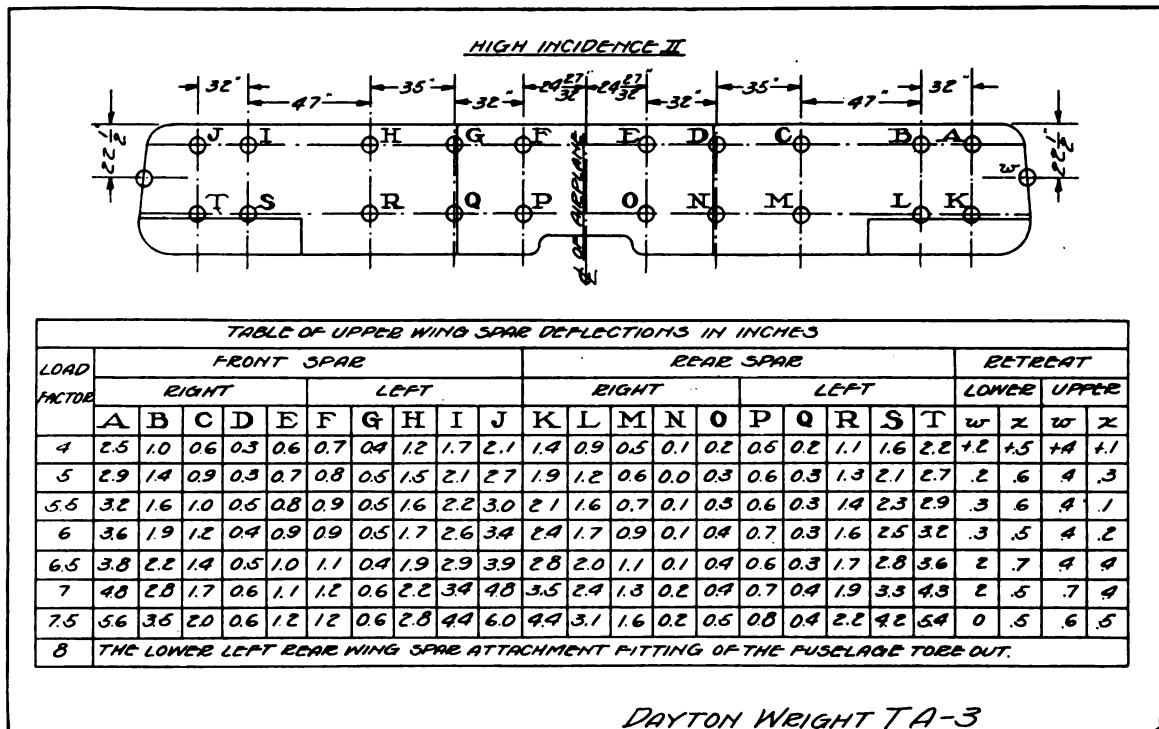 HIGH INCIDENCE II
32" 47" 35" 32" 24 27/32" 24 27/32" 32" 35" 47" 32"
22 1/2" 22 1/2"
J I H G F E D C B A
w
T S R Q P O N M L K
℄ OF AIRPLANE
TABLE OF UPPER WING SPAR DEFLECTIONS IN INCHES
LOAD FACTOR FRONT SPAR REAR SPAR RETREAT
RIGHT LEFT RIGHT LEFT LOWER UPPER
A B C D E F G H I J K L M N O P Q R S T w x w x
4 2.5 1.0 0.6 0.3 0.6 0.7 0.4 1.2 1.7 2.1 1.4 0.9 0.5 0.1 0.2 0.5 0.2 1.1 1.6 2.2 +.2 +.5 +.4 +.1
5 2.9 1.4 0.9 0.3 0.7 0.8 0.5 1.5 2.1 2.7 1.9 1.2 0.6 0.0 0.3 0.6 0.3 1.3 2.1 2.7 .2 .6 .4 .3
5.5 3.2 1.6 1.0 0.5 0.8 0.9 0.5 1.6 2.2 3.0 2.1 1.6 0.7 0.1 0.3 0.6 0.3 1.4 2.3 2.9 .3 .6 .4 .1
6 3.6 1.9 1.2 0.4 0.9 0.9 0.5 1.7 2.6 3.4 2.4 1.7 0.9 0.1 0.4 0.7 0.3 1.6 2.5 3.2 .3 .5 .4 .2
6.5 3.8 2.2 1.4 0.5 1.0 1.1 0.4 1.9 2.9 3.9 2.8 2.0 1.1 0.1 0.4 0.6 0.3 1.7 2.8 3.6 .2 .7 .4 .4
7 4.8 2.8 1.7 0.6 1.1 1.2 0.6 2.2 3.4 4.8 3.5 2.4 1.3 0.2 0.4 0.7 0.4 1.9 3.3 4.3 .2 .5 .7 .4
7.5 5.6 3.5 2.0 0.6 1.2 1.2 0.6 2.8 4.4 6.0 4.4 3.1 1.6 0.2 0.5 0.8 0.4 2.2 4.2 5.4 0 .5 .6 .5
8 THE LOWER LEFT REAR WING SPAR ATTACHMENT FITTING OF THE FUSELAGE TORE OUT.
DAYTON WRIGHT TA-3